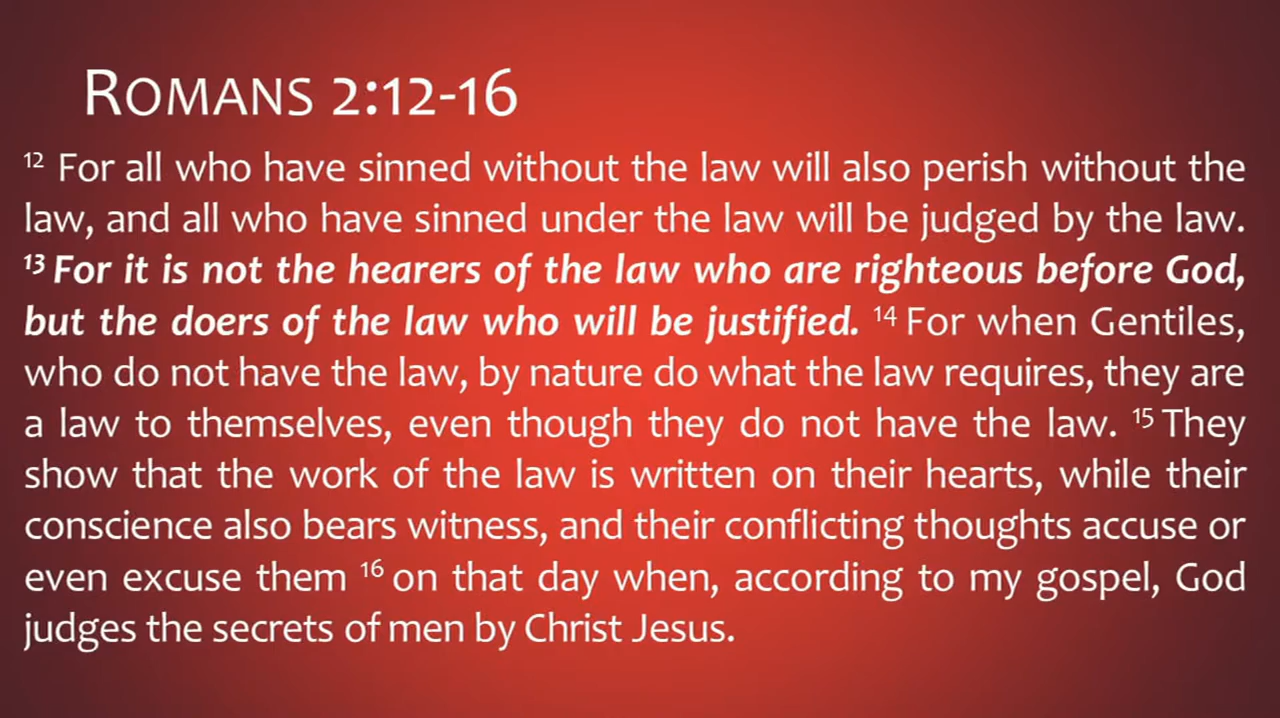 ROMANS 2:12-16
12 For all who have sinned without the law will also perish without the
law, and all who have sinned under the law will be judged by the law.
13 For it is not the hearers of the law who are righteous before God,
but the doers of the law who will be justified. 14 For when Gentiles,
who do not have the law, by nature do what the law requires, they are
a law to themselves, even though they do not have the law. 15 They
show that the work of the law is written on their hearts, while their
conscience also bears witness, and their conflicting thoughts accuse or
even excuse them 16 on that day when, according to my gospel, God
judges the secrets of men by Christ Jesus.